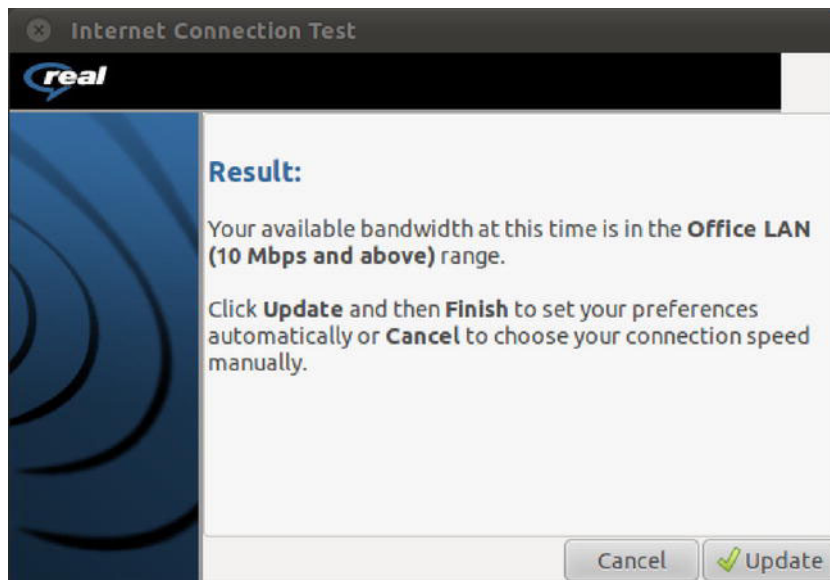 Internet Connection Test
real
Result:
Your available bandwidth at this time is in the Office LAN
(10 Mbps and above) range.
Click Update and then Finish to set your preferences
automatically or Cancel to choose your connection speed
manually.
Cancel Update